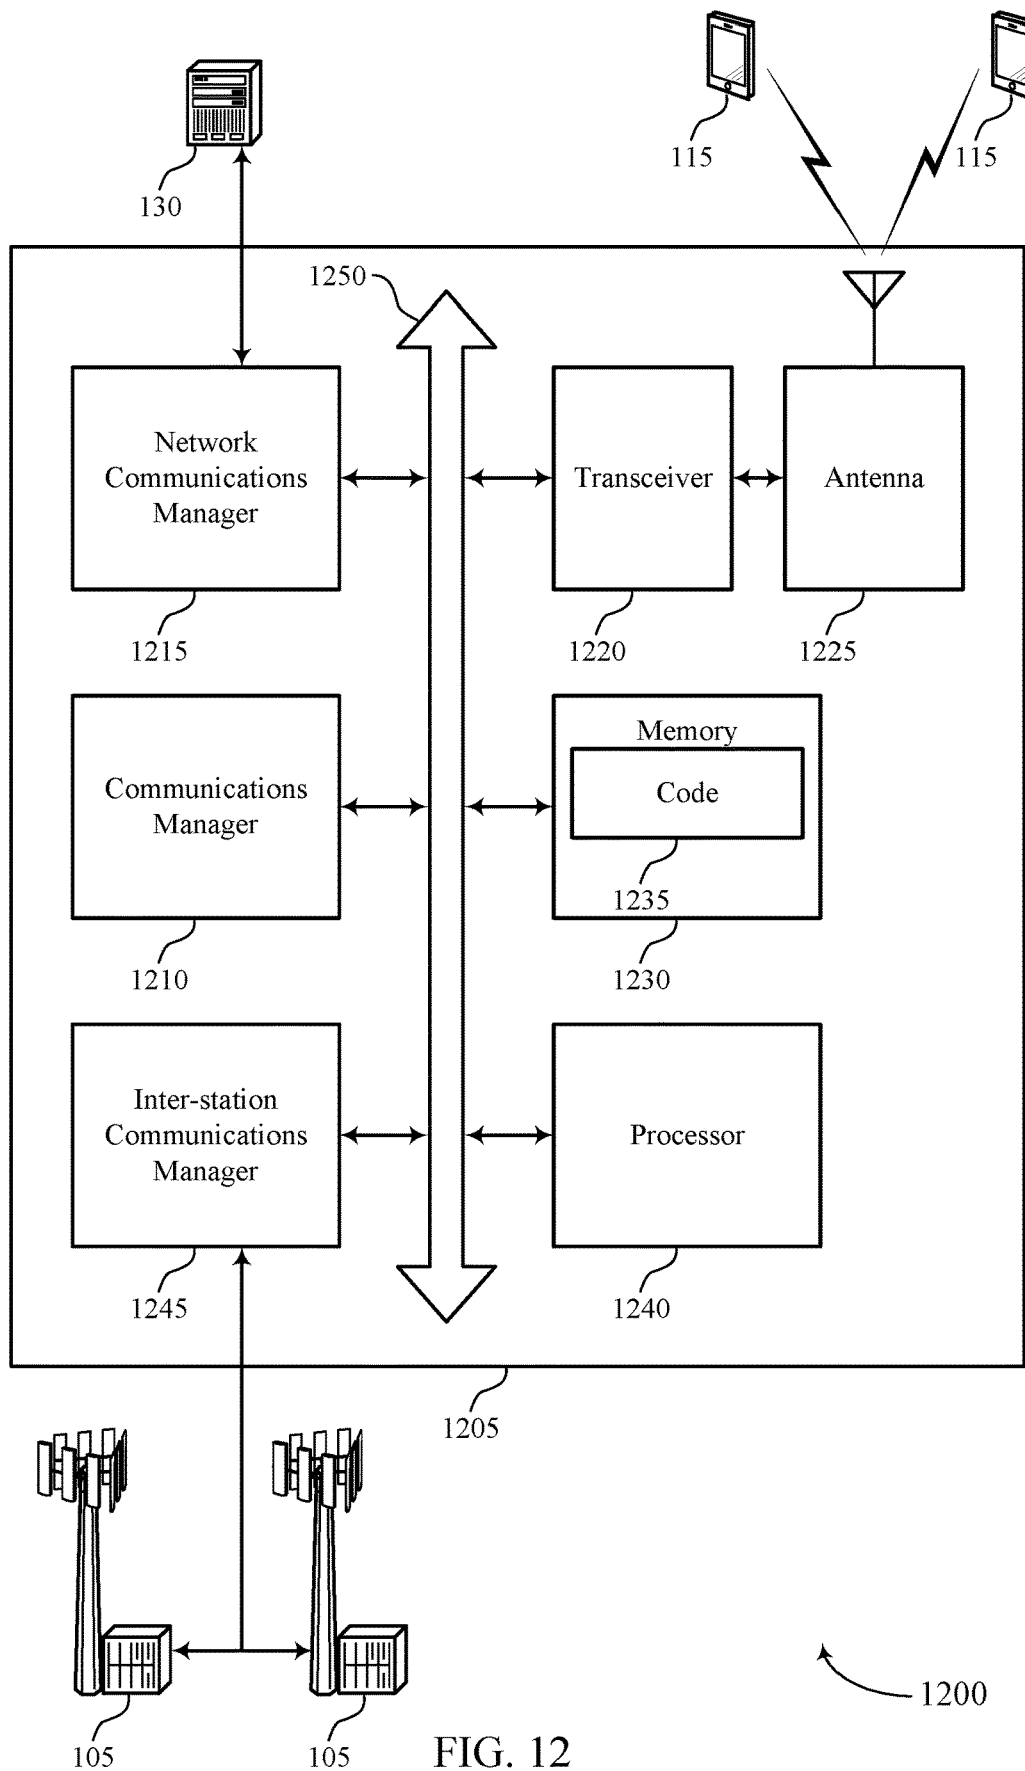 115
115
130
1250
Network
Communications
Manager
Transceiver
Antenna
1215
1220
1225
Communications
Manager
Memory
Code
1235
1210
1230
Inter-station
Communications
Manager
Processor
1245
1240
1205
1200
105
105
FIG. 12